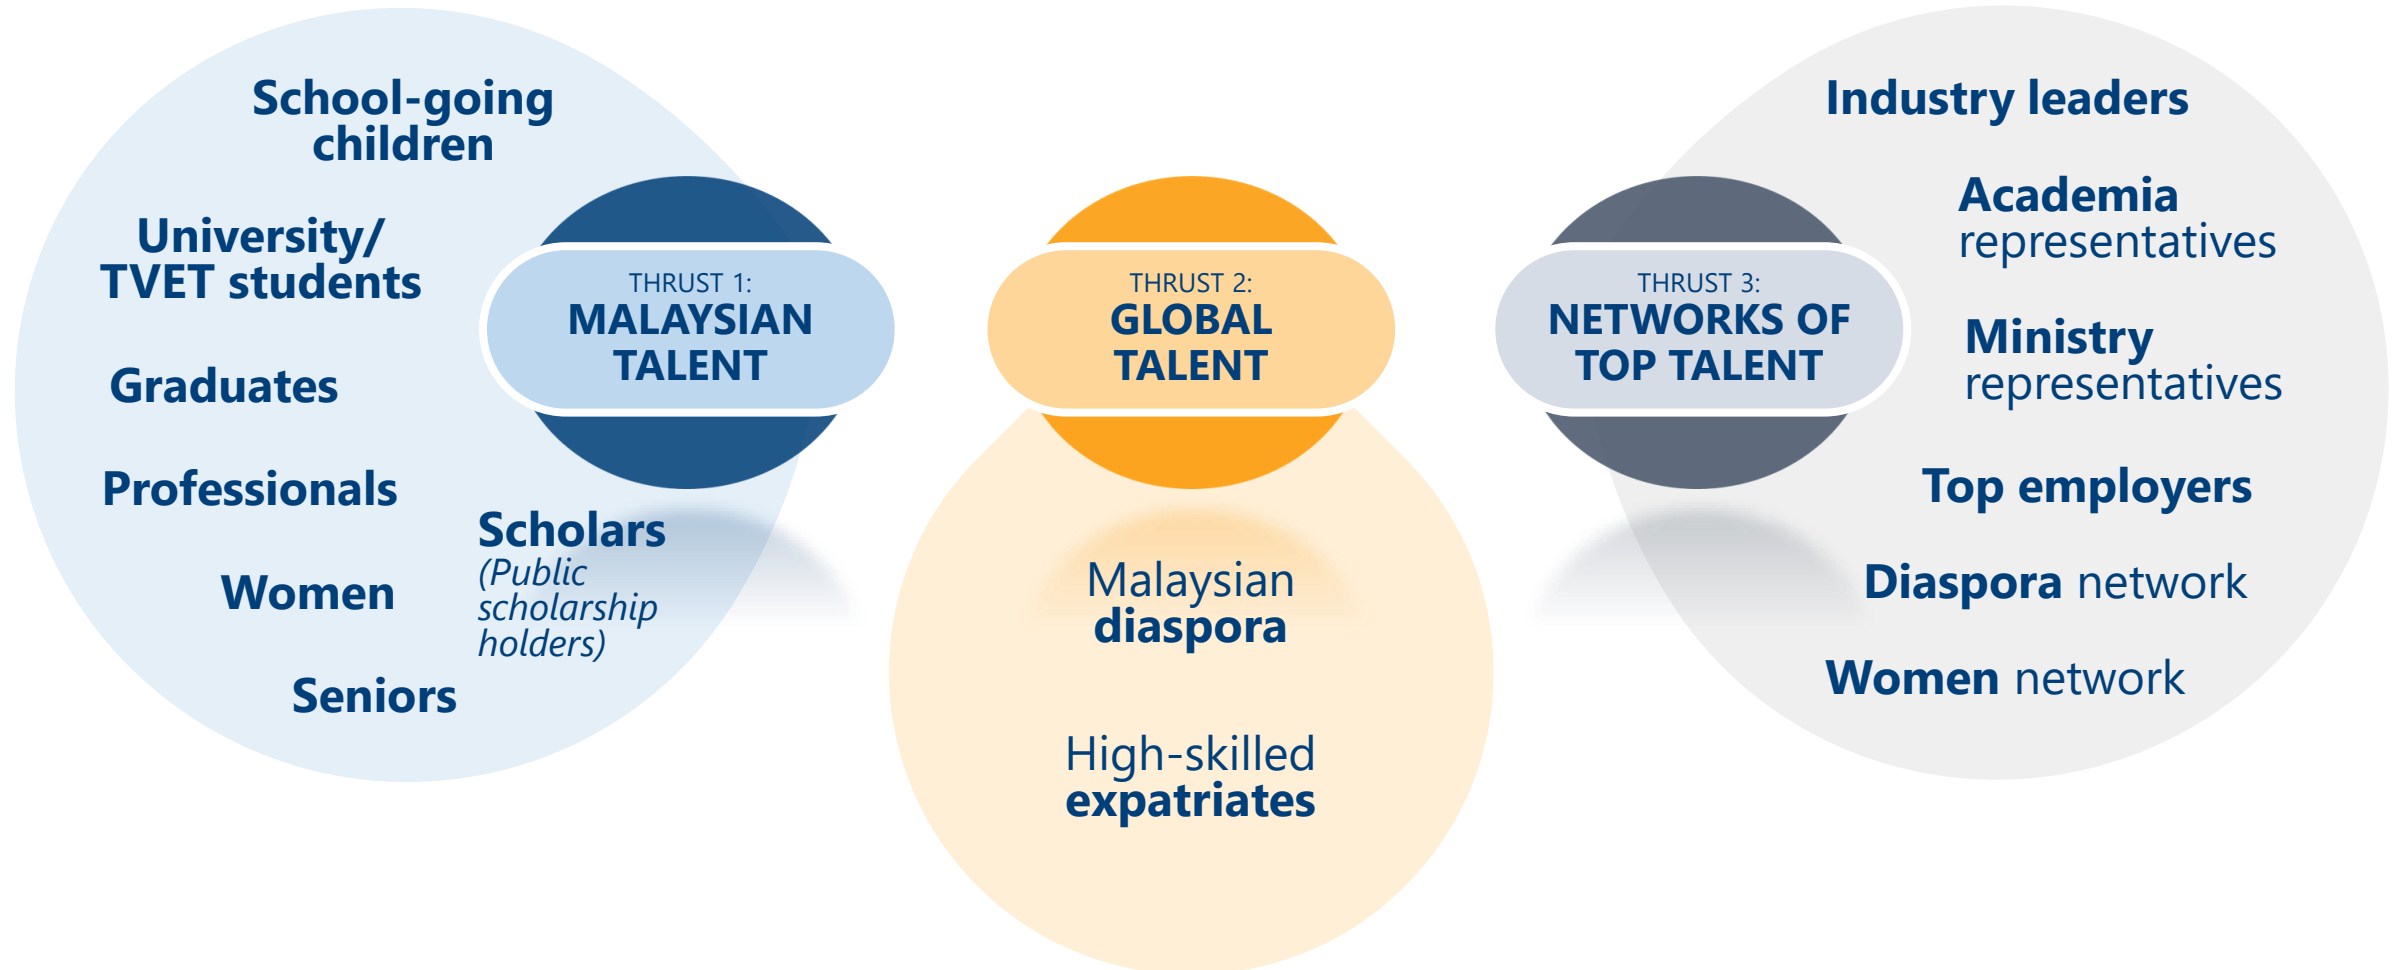 School-going
children
University/
TVET students
Graduates
Professionals
Women
Scholars
(Public
scholarship
holders)
Seniors
THRUST 1:
MALAYSIAN
TALENT
THRUST 2:
GLOBAL
TALENT
Malaysian
diaspora
High-skilled
expatriates
THRUST 3:
NETWORKS OF
TOP TALENT
Industry leaders
Academia
representatives
Ministry
representatives
Top employers
Diaspora network
Women network